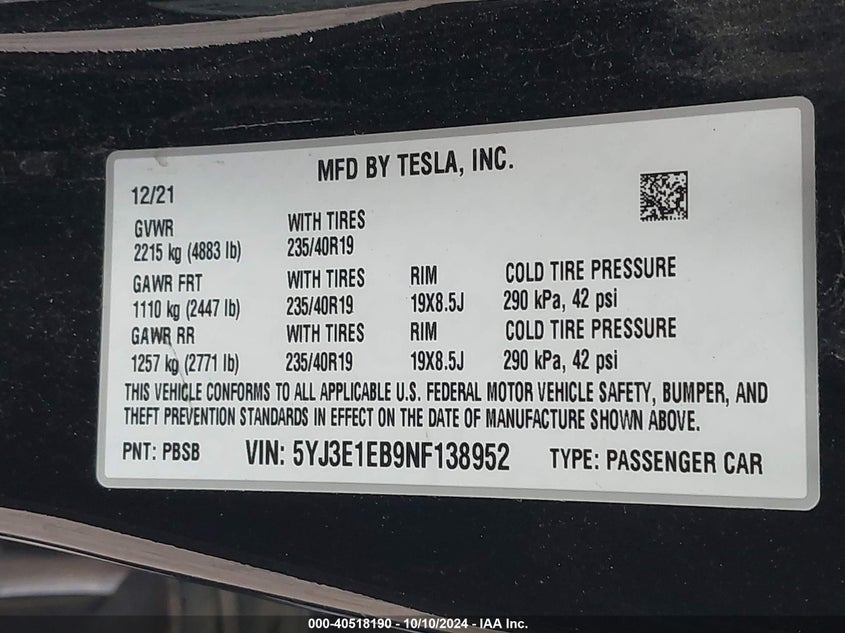 MFD BY TESLA, INC.
12/21
GVWR WITH TIRES
2215 kg (4883 lb) 235/40R19
GAWR FRT WITH TIRES RIM COLD TIRE PRESSURE
1110 kg (2447 lb) 235/40R19 19X8.5J 290 kPa, 42 psi
GAWR RR WITH TIRES RIM COLD TIRE PRESSURE
1257 kg (2771 lb) 235/40R19 19X8.5J 290 kPa, 42 psi
THIS VEHICLE CONFORMS TO ALL APPLICABLE U.S. FEDERAL MOTOR VEHICLE SAFETY, BUMPER, AND
THEFT PREVENTION STANDARDS IN EFFECT ON THE DATE OF MANUFACTURE SHOWN ABOVE.
PNT: PBSB VIN: 5YJ3E1EB9NF138952 TYPE: PASSENGER CAR
000-40518190 - 10/10/2024 - IAA Inc.